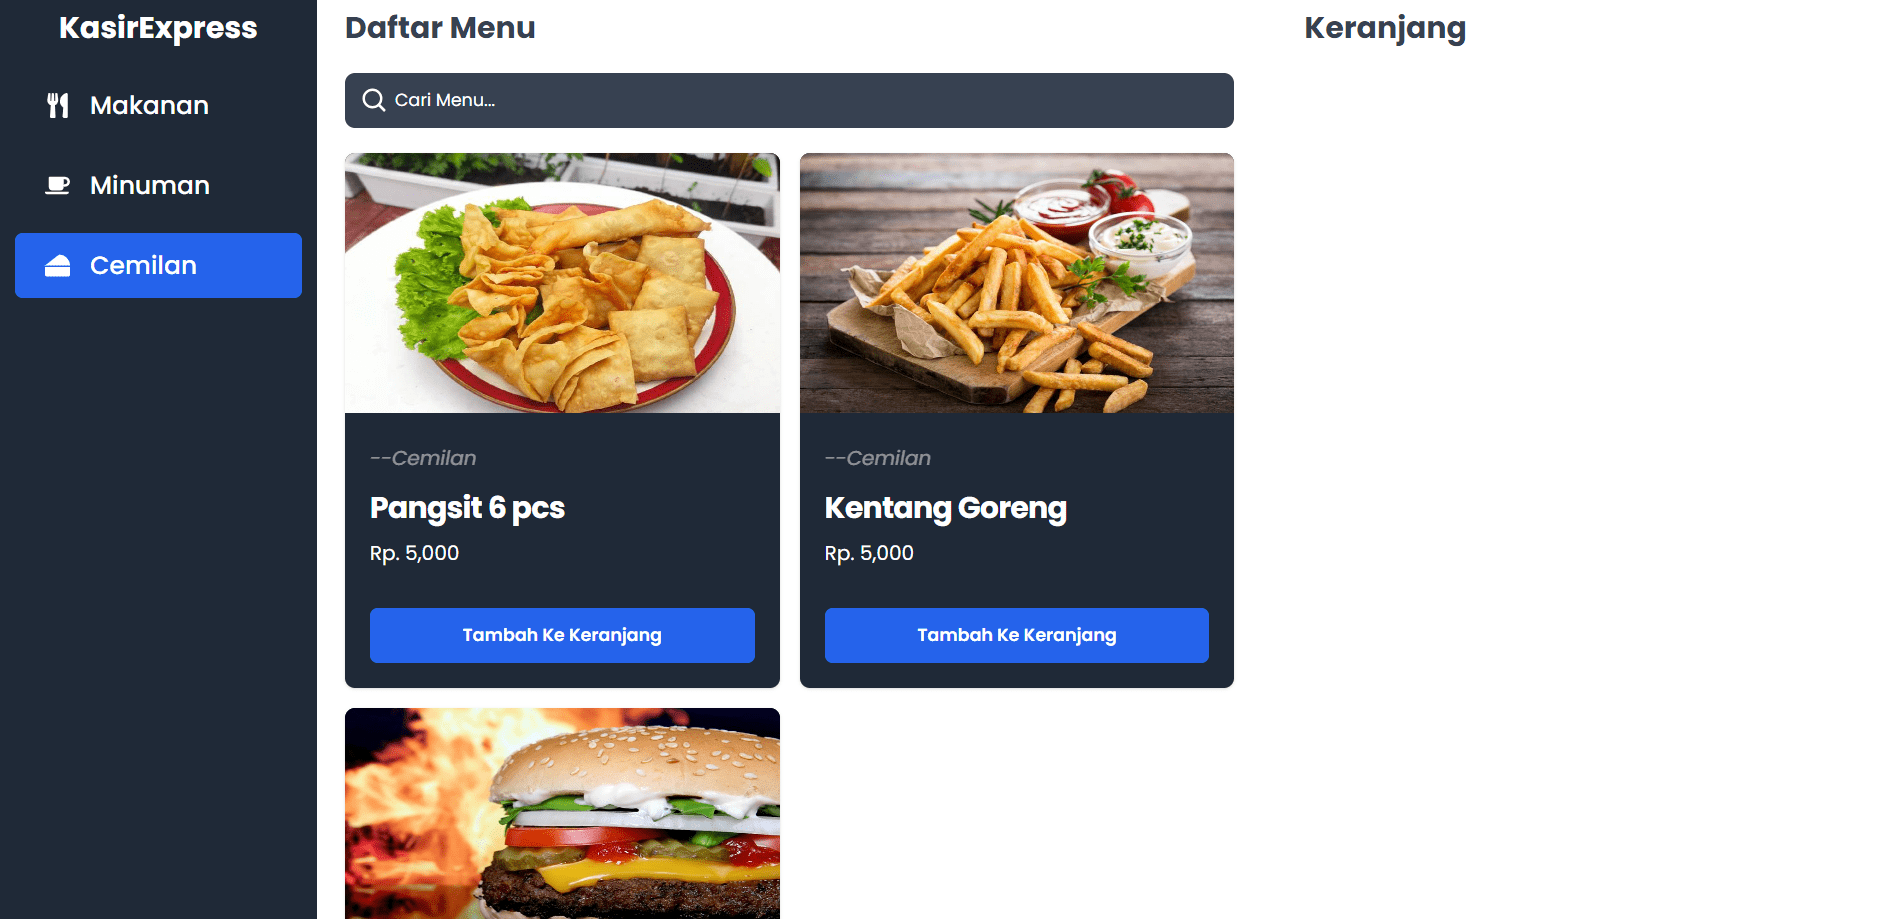 KasirExpress
Makanan
Minuman
Cemilan
Daftar Menu
Cari Menu...
--Cemilan
Pangsit 6 pcs
Rp. 5,000
Tambah Ke Keranjang
--Cemilan
Kentang Goreng
Rp. 5,000
Tambah Ke Keranjang
Keranjang